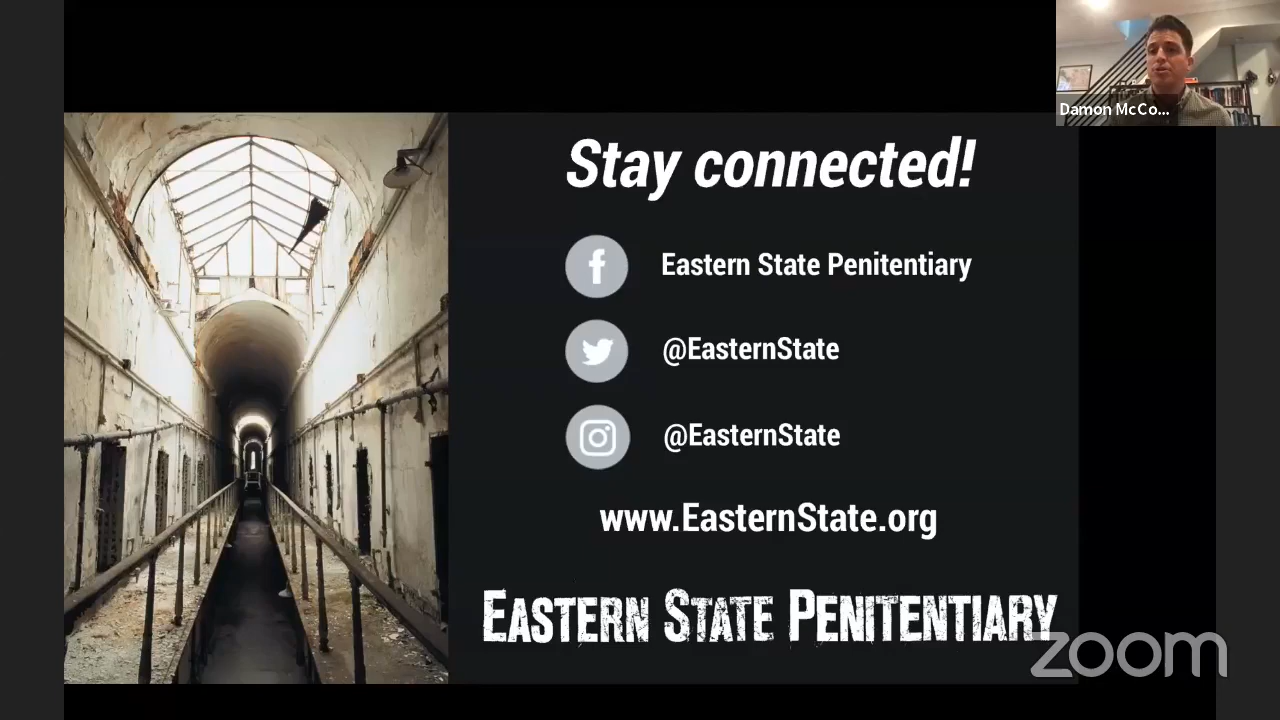 Damon McCo...
Stay connected!
Eastern State Penitentiary
@EasternState
@EasternState
www.EasternState.org
EASTERN STATE PENITENTIARY
zoom